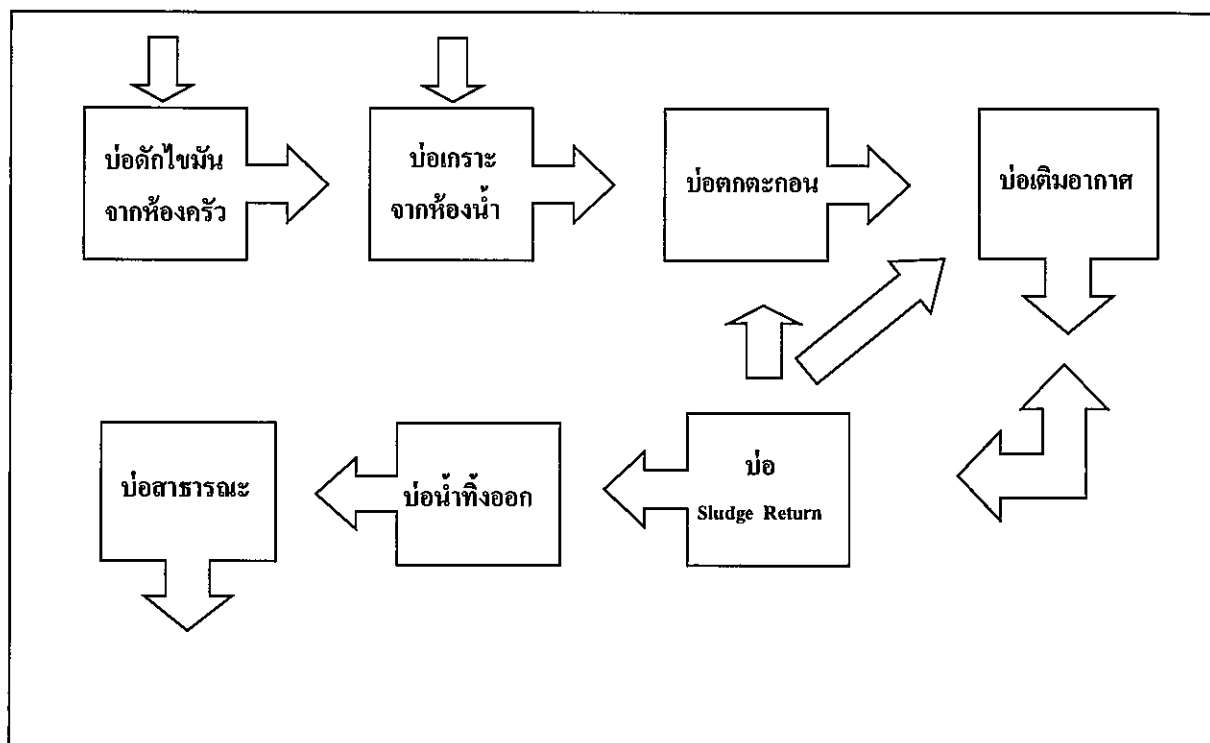 บ่อดักไขมัน
จากห้องครัว
บ่อเกราะ
จากห้องน้ำ
บ่อตกตะกอน
บ่อเติมอากาศ
บ่อสาธารณะ
บ่อน้ำทิ้งออก
บ่อ
Sludge Return